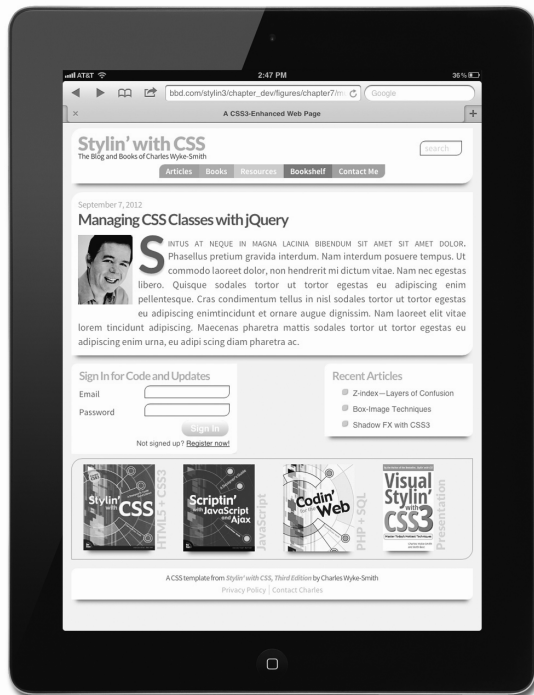 AT&T 2:47 PM 36%
bbd.com/stylin3/chapter_dev/figures/chapter7/ Google
A CSS3-Enhanced Web Page
Stylin' with CSS
The Blog and Books of Charles Wyke-Smith
search
Articles Books Resources Bookshelf Contact Me
September 7, 2012
Managing CSS Classes with jQuery
SINTUS AT NEQUE IN MAGNA LACINIA BIBENDUM SIT AMET SIT AMET DOLOR.
Phasellus pretium gravida interdum. Nam interdum posuere tempus. Ut
commodo laoreet dolor, non hendrerit mi dictum vitae. Nam nec egestas
libero. Quisque sodales tortor ut tortor egestas eu adipiscing enim
pellentesque. Cras condimentum tellus in nisl sodales tortor ut tortor egestas
eu adipiscing enimtincidunt et ornare augue dignissim. Nam laoreet elit vitae
lorem tincidunt adipiscing. Maecenas pharetra mattis sodales tortor ut tortor egestas eu
adipiscing enim urna, eu adipi scing diam pharetra ac.
Sign In for Code and Updates
Email
Password
Sign In
Not signed up? Register now!
Recent Articles
Z-index—Layers of Confusion
Box-Image Techniques
Shadow FX with CSS3
Stylin'
with CSS
HTML5 + CSS3
Scriptin'
with JavaScript
and Ajax
JavaScript
Codin'
for the Web
PHP + SQL
Visual
Stylin'
with
CSS3
Presentation
A CSS template from Stylin' with CSS, Third Edition by Charles Wyke-Smith
Privacy Policy | Contact Charles